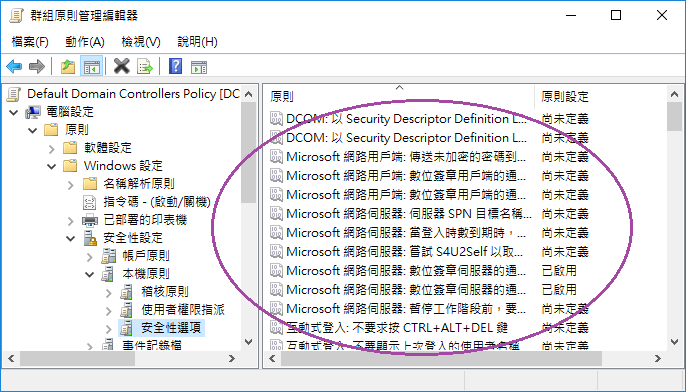 群組原則管理編輯器
檔案(F) 動作(A) 檢視(V) 說明(H)
Default Domain Controllers Policy [DC
電腦設定
原則
軟體設定
Windows 設定
名稱解析原則
指令碼 - (啟動/關機)
已部署的印表機
安全性設定
帳戶原則
本機原則
稽核原則
使用者權限指派
安全性選項
事件記錄檔
原則 原則設定
DCOM: 以 Security Descriptor Definition L... 尚未定義
DCOM: 以 Security Descriptor Definition L... 尚未定義
Microsoft 網路用戶端: 傳送未加密的密碼到... 尚未定義
Microsoft 網路用戶端: 數位簽章用戶端的通... 尚未定義
Microsoft 網路用戶端: 數位簽章用戶端的通... 尚未定義
Microsoft 網路伺服器: 伺服器 SPN 目標名稱... 尚未定義
Microsoft 網路伺服器: 當登入時數到期時，... 尚未定義
Microsoft 網路伺服器: 嘗試 S4U2Self 以取... 尚未定義
Microsoft 網路伺服器: 數位簽章伺服器的通... 已啟用
Microsoft 網路伺服器: 數位簽章伺服器的通... 已啟用
Microsoft 網路伺服器: 暫停工作階段前，要... 尚未定義
互動式登入: 不要求按 CTRL+ALT+DEL 鍵 尚未定義
互動式登入: 不要顯示上次登入的使用者名稱 尚未定義